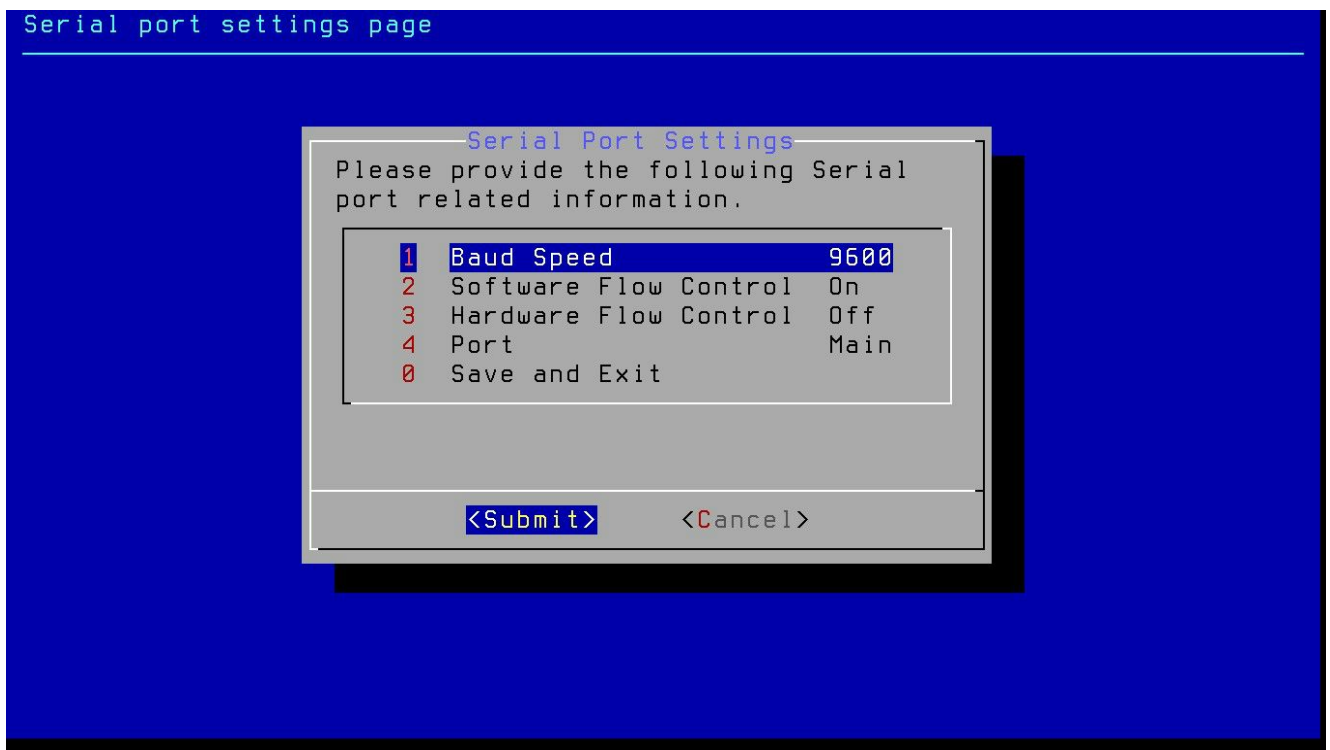 Serial port settings page
Serial Port Settings
Please provide the following Serial
port related information.
1 Baud Speed 9600
2 Software Flow Control On
3 Hardware Flow Control Off
4 Port Main
0 Save and Exit
<Submit> <Cancel>